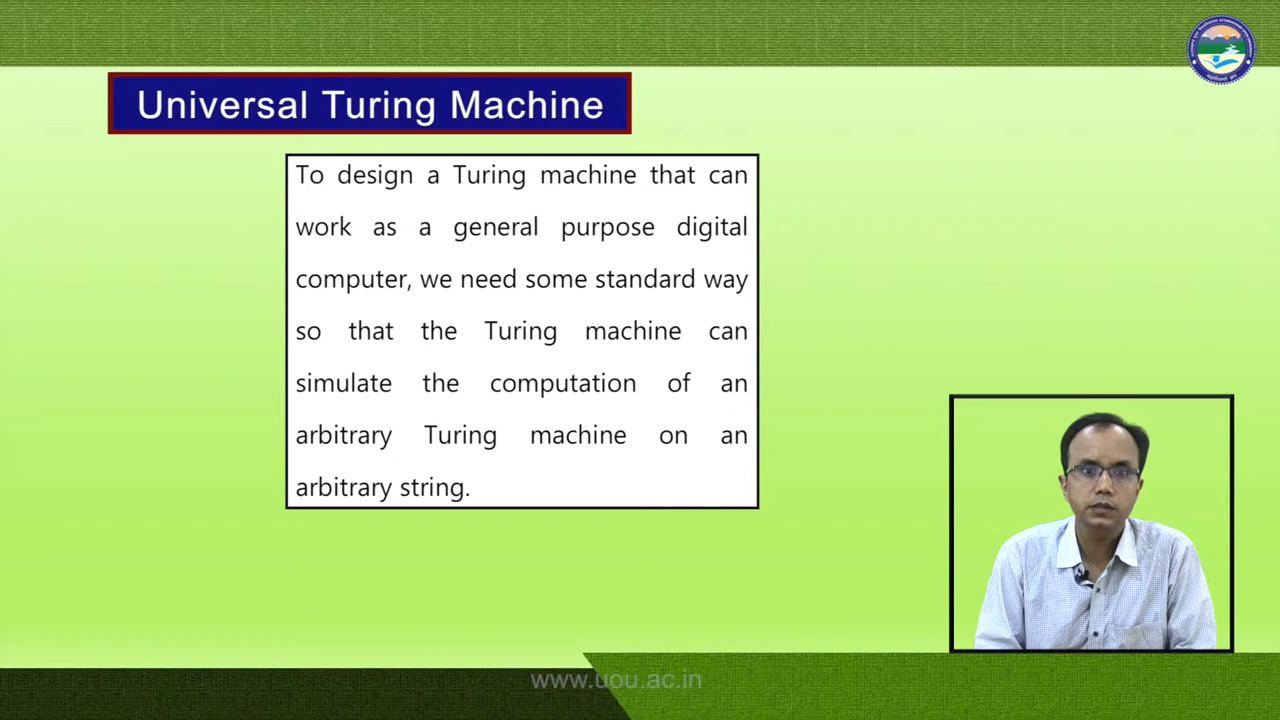 Universal Turing Machine
To design a Turing machine that can
work as a general purpose digital
computer, we need some standard way
so that the Turing machine can
simulate the computation of an
arbitrary Turing machine on an
arbitrary string.
www.uou.ac.in